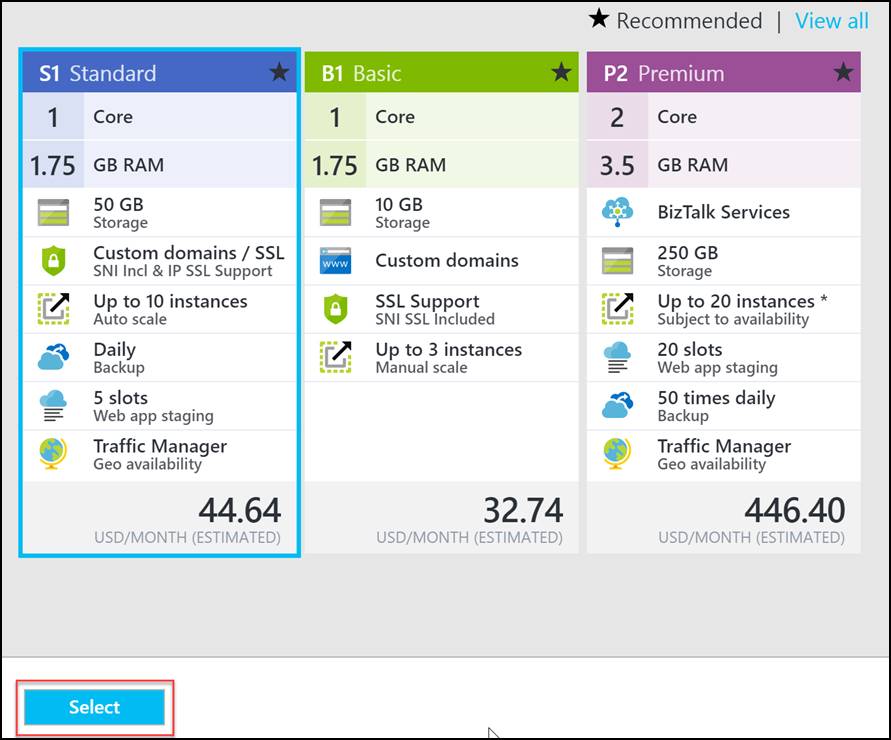 ★ Recommended | View all
S1 Standard ★
1 Core
1.75 GB RAM
50 GB
Storage
Custom domains / SSL
SNI Incl & IP SSL Support
Up to 10 instances
Auto scale
Daily
Backup
5 slots
Web app staging
Traffic Manager
Geo availability
44.64
USD/MONTH (ESTIMATED)
B1 Basic ★
1 Core
1.75 GB RAM
10 GB
Storage
www
Custom domains
SSL Support
SNI SSL Included
Up to 3 instances
Manual scale
32.74
USD/MONTH (ESTIMATED)
P2 Premium ★
2 Core
3.5 GB RAM
BizTalk Services
250 GB
Storage
Up to 20 instances *
Subject to availability
20 slots
Web app staging
50 times daily
Backup
Traffic Manager
Geo availability
446.40
USD/MONTH (ESTIMATED)
Select